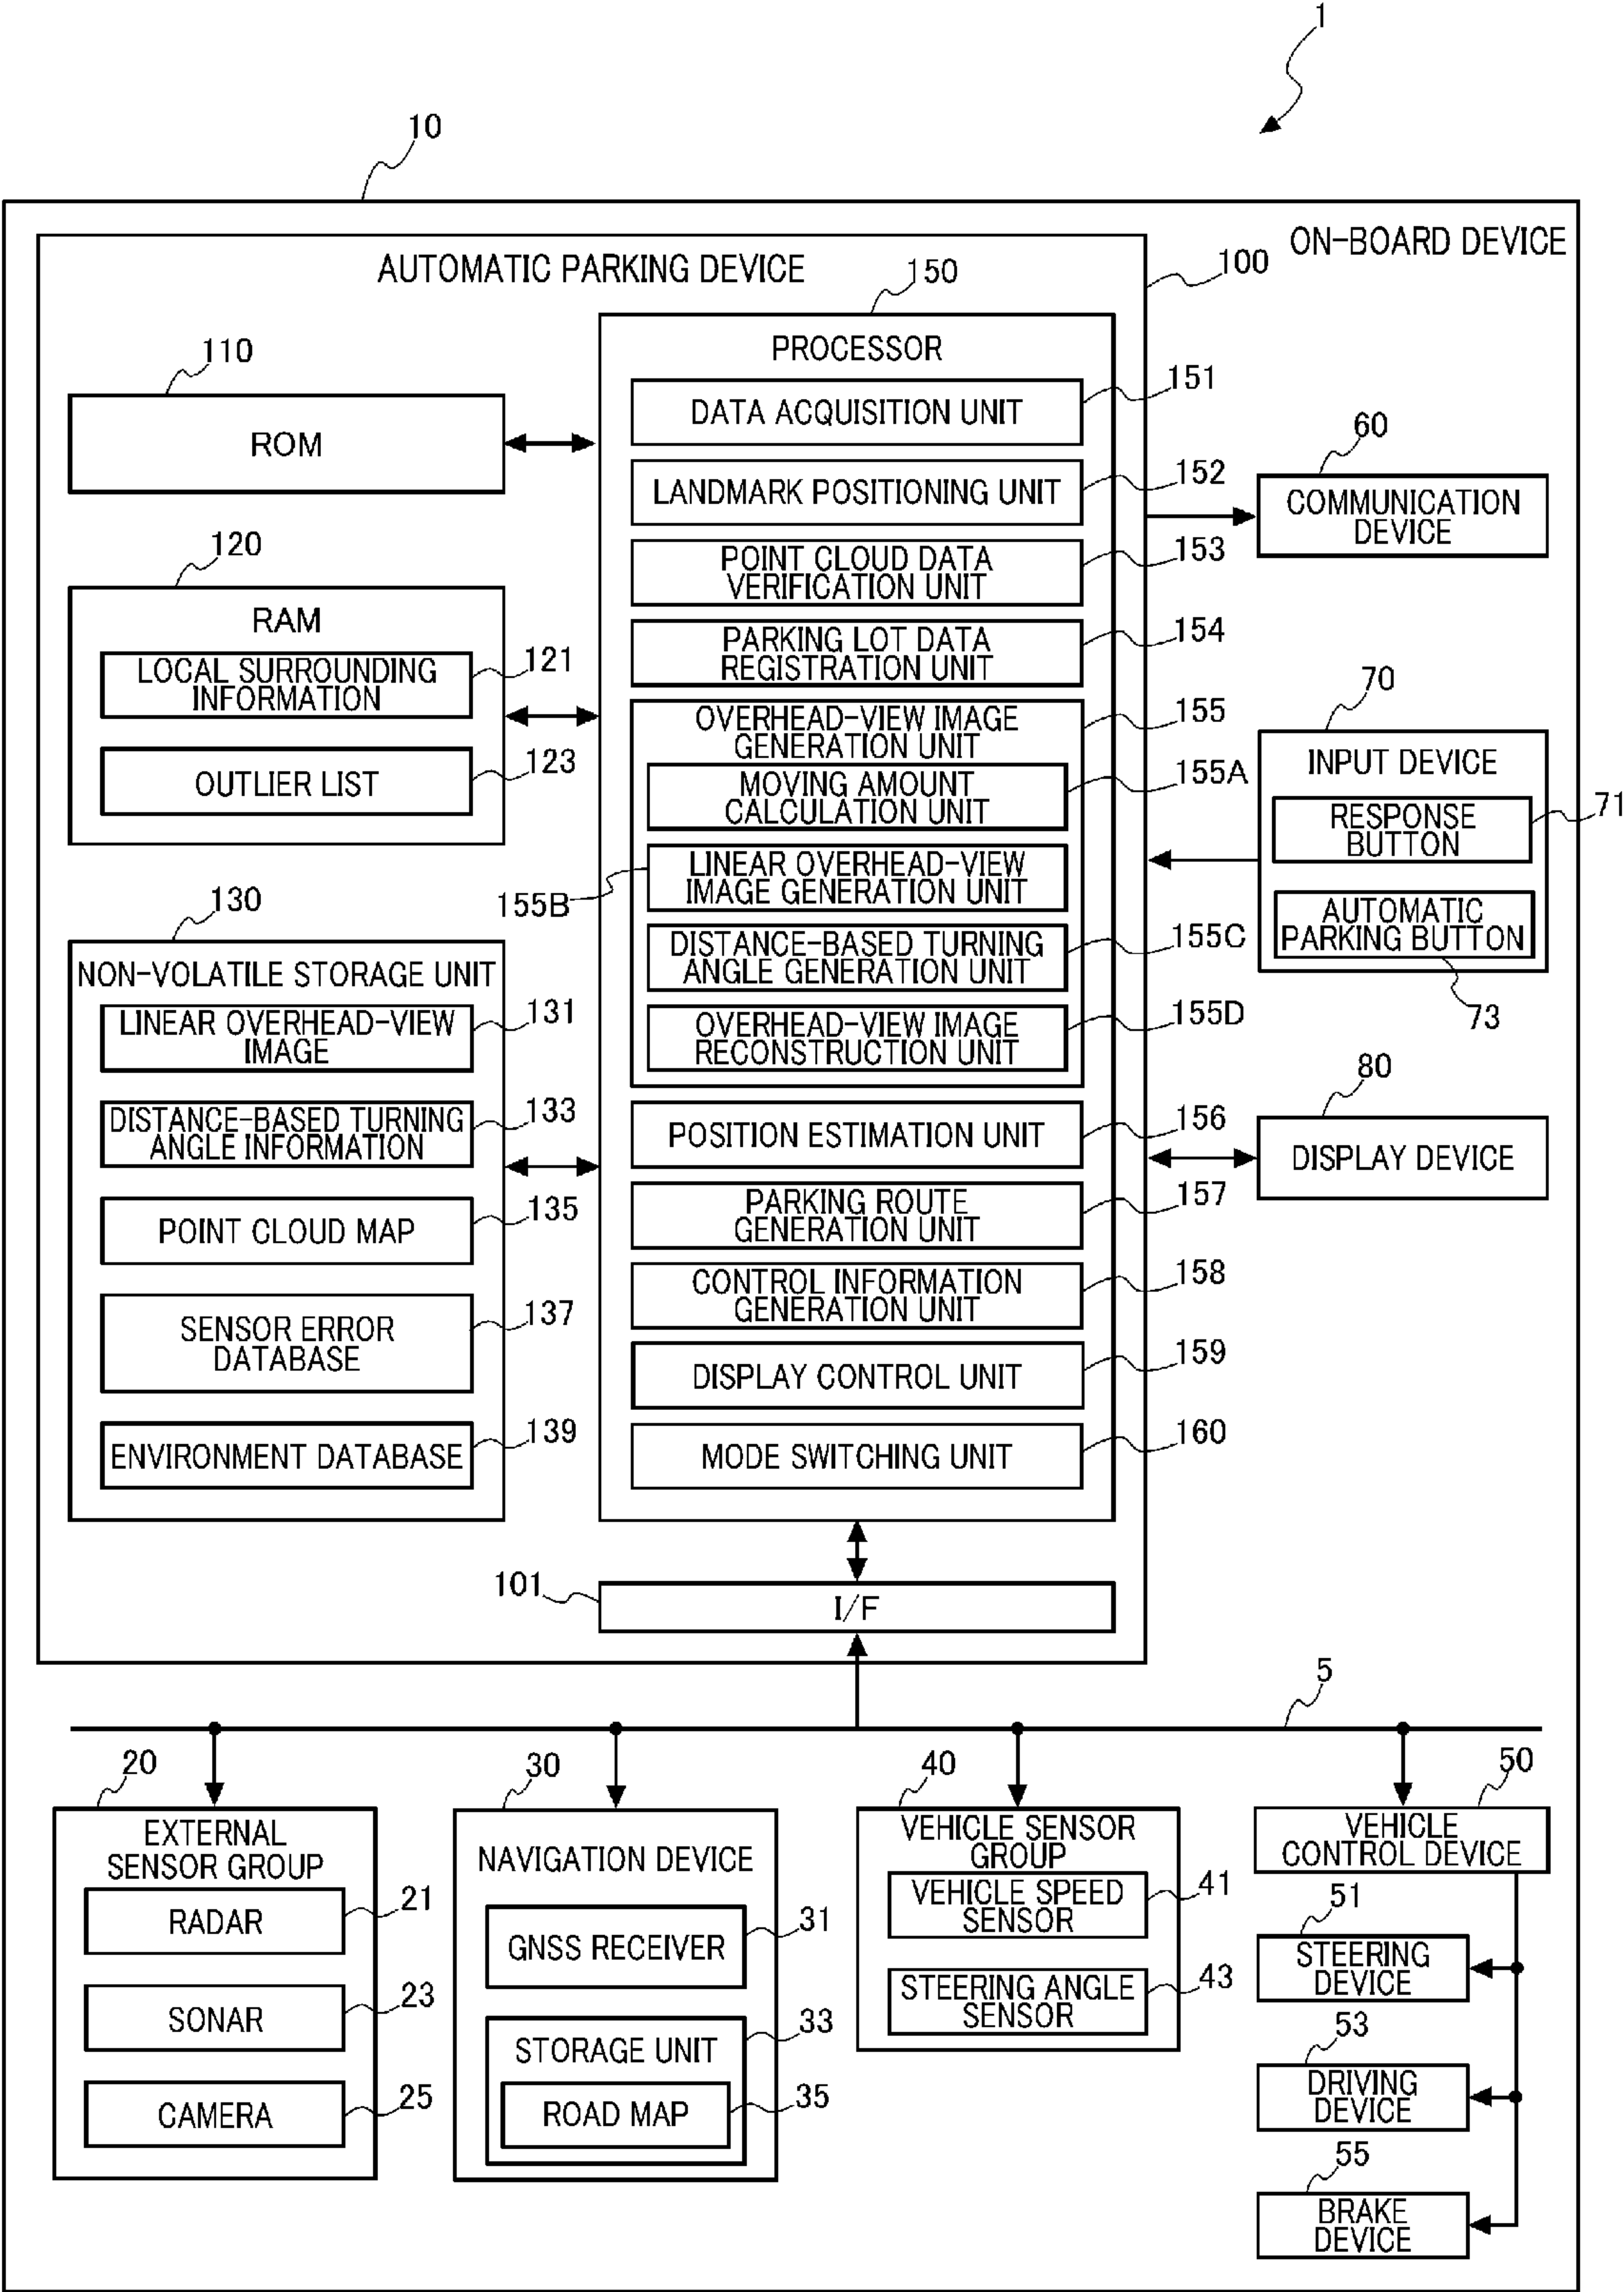 1
10
ON-BOARD DEVICE
AUTOMATIC PARKING DEVICE
100
150
PROCESSOR
110
ROM
120
RAM
LOCAL SURROUNDING
INFORMATION
121
OUTLIER LIST
123
130
NON-VOLATILE STORAGE UNIT
LINEAR OVERHEAD-VIEW
IMAGE
131
DISTANCE-BASED TURNING
ANGLE INFORMATION
133
POINT CLOUD MAP
135
SENSOR ERROR
DATABASE
137
ENVIRONMENT DATABASE
139
DATA ACQUISITION UNIT
151
LANDMARK POSITIONING UNIT
152
POINT CLOUD DATA
VERIFICATION UNIT
153
PARKING LOT DATA
REGISTRATION UNIT
154
OVERHEAD-VIEW IMAGE
GENERATION UNIT
155
MOVING AMOUNT
CALCULATION UNIT
155A
LINEAR OVERHEAD-VIEW
IMAGE GENERATION UNIT
155B
DISTANCE-BASED TURNING
ANGLE GENERATION UNIT
155C
OVERHEAD-VIEW IMAGE
RECONSTRUCTION UNIT
155D
POSITION ESTIMATION UNIT
156
PARKING ROUTE
GENERATION UNIT
157
CONTROL INFORMATION
GENERATION UNIT
158
DISPLAY CONTROL UNIT
159
MODE SWITCHING UNIT
160
101
I/F
60
COMMUNICATION
DEVICE
70
INPUT DEVICE
RESPONSE
BUTTON
71
AUTOMATIC
PARKING BUTTON
73
80
DISPLAY DEVICE
5
20
EXTERNAL
SENSOR GROUP
RADAR
21
SONAR
23
CAMERA
25
30
NAVIGATION DEVICE
GNSS RECEIVER
31
STORAGE UNIT
33
ROAD MAP
35
40
VEHICLE SENSOR
GROUP
VEHICLE SPEED
SENSOR
41
STEERING ANGLE
SENSOR
43
50
VEHICLE
CONTROL DEVICE
51
STEERING
DEVICE
53
DRIVING
DEVICE
55
BRAKE
DEVICE